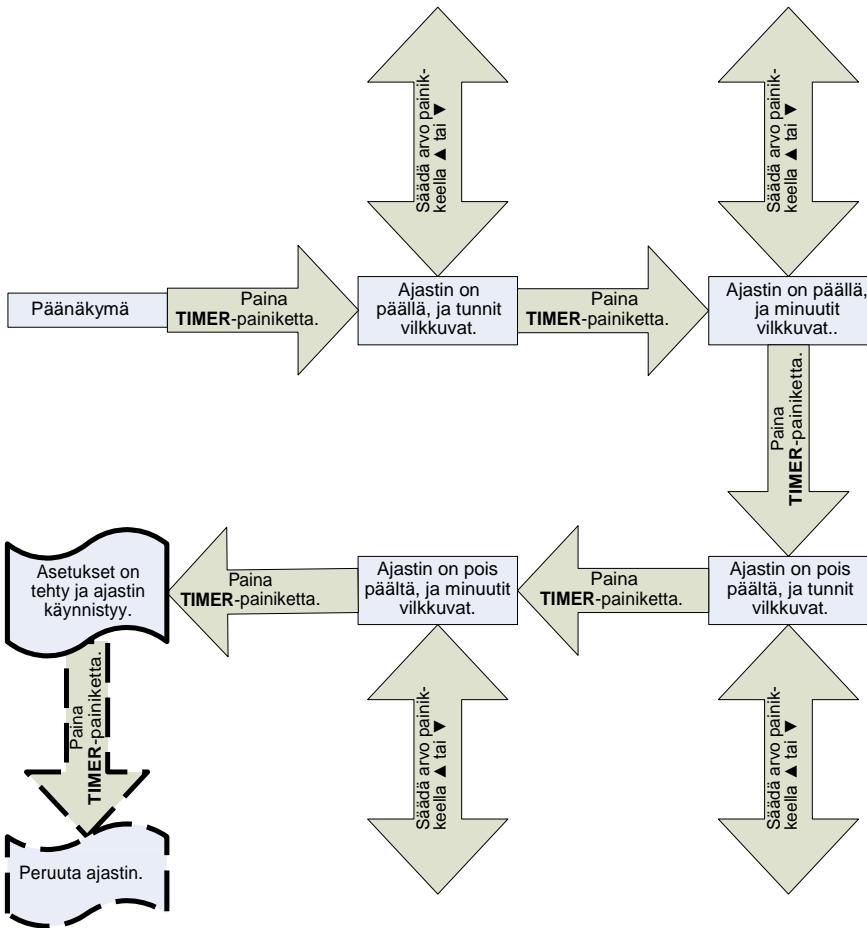 Säädä arvo painik-
keella ▲ tai ▼
Säädä arvo painik-
keella ▲ tai ▼
Päänäkymä
Paina
TIMER-painiketta.
Ajastin on
päällä, ja tunnit
vilkkuvat.
Paina
TIMER-painiketta.
Ajastin on päällä,
ja minuutit
vilkkuvat..
Paina
TIMER-painiketta.
Ajastin on pois
päältä, ja tunnit
vilkkuvat.
Säädä arvo painik-
keella ▲ tai ▼
Paina
TIMER-painiketta.
Ajastin on pois
päältä, ja minuutit
vilkkuvat.
Säädä arvo painik-
keella ▲ tai ▼
Paina
TIMER-painiketta.
Asetukset on
tehty ja ajastin
käynnistyy.
Paina
TIMER-painiketta.
Peruuta ajastin.